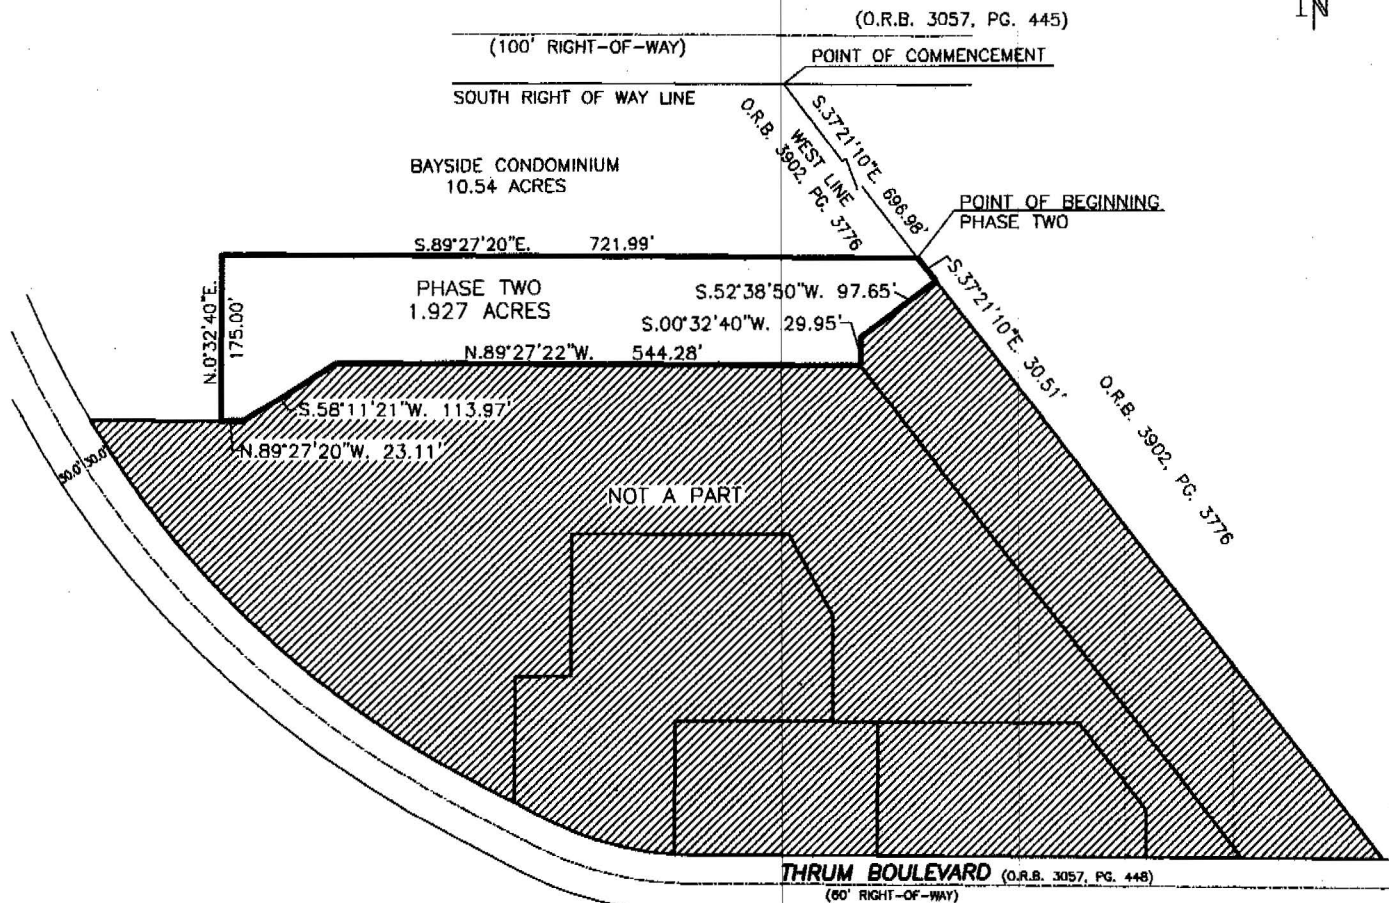 N
(O.R.B. 3057, PG. 445)
(100' RIGHT-OF-WAY)
POINT OF COMMENCEMENT
SOUTH RIGHT OF WAY LINE
S.37°21'10"E. 696.98'
WEST LINE
O.R.B. 3902, PG. 3776
BAYSIDE CONDOMINIUM
10.54 ACRES
POINT OF BEGINNING
PHASE TWO
S.89°27'20"E. 721.99'
S.37°21'10"E. 30.51'
PHASE TWO
1.927 ACRES
S.52°38'50"W. 97.65'
S.00°32'40"W. 29.95'
N.0°32'40"E.
175.00'
N.89°27'22"W. 544.28'
O.R.B. 3902, PG. 3776
S.58°11'21"W. 113.97'
N.89°27'20"W. 23.11'
30.0' 30.0'
NOT A PART
THRUM BOULEVARD (O.R.B. 3057, PG. 448)
(60' RIGHT-OF-WAY)